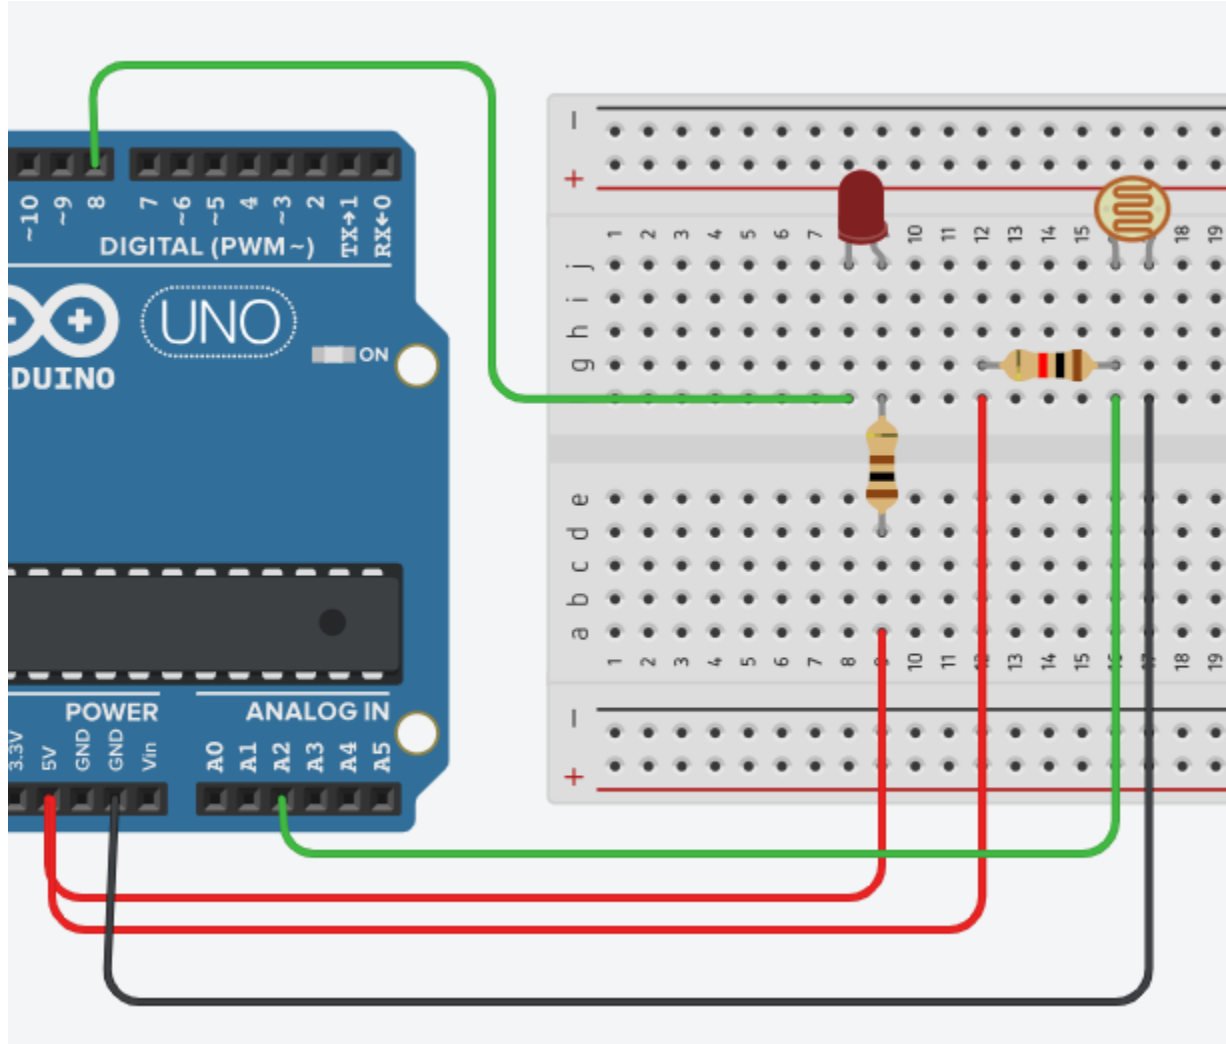 ~10 ~9 8 7 ~6 ~5 4 ~3 2 TX→1 RX←0
DIGITAL (PWM ~)
UNO
ON
DUINO
POWER
ANALOG IN
3.3V 5V GND GND Vin A0 A1 A2 A3 A4 A5
−
+
1 2 3 4 5 6 7 10 11 12 13 14 15 18 19
j
i
h
g
e
d
c
b
a
1 2 3 4 5 6 7 8 9 10 11 12 13 14 15 16 17 18 19
−
+